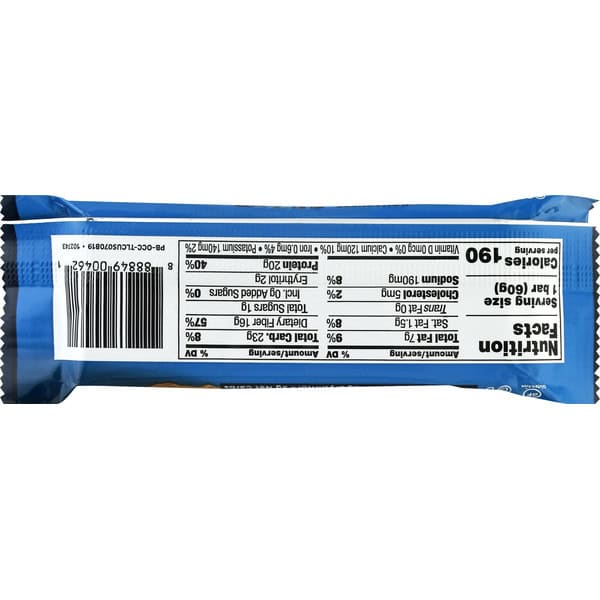 Nutrition
Facts
Serving size
1 bar (60g)
Calories 190
per serving
Amount/serving % DV
Total Fat 7g 9%
Sat. Fat 1.5g 8%
Trans Fat 0g
Cholesterol 5mg 2%
Sodium 190mg 8%
Amount/serving % DV
Total Carb. 23g 8%
Dietary Fiber 16g 57%
Total Sugars 1g
Incl. 0g Added Sugars 0%
Erythritol 2g
Protein 20g 40%
Vitamin D 0mcg 0% • Calcium 120mg 10% • Iron 0.6mg 4% • Potassium 140mg 2%
8 88849 00462 1
PB-OCC-TLCUS070B19 • 102743